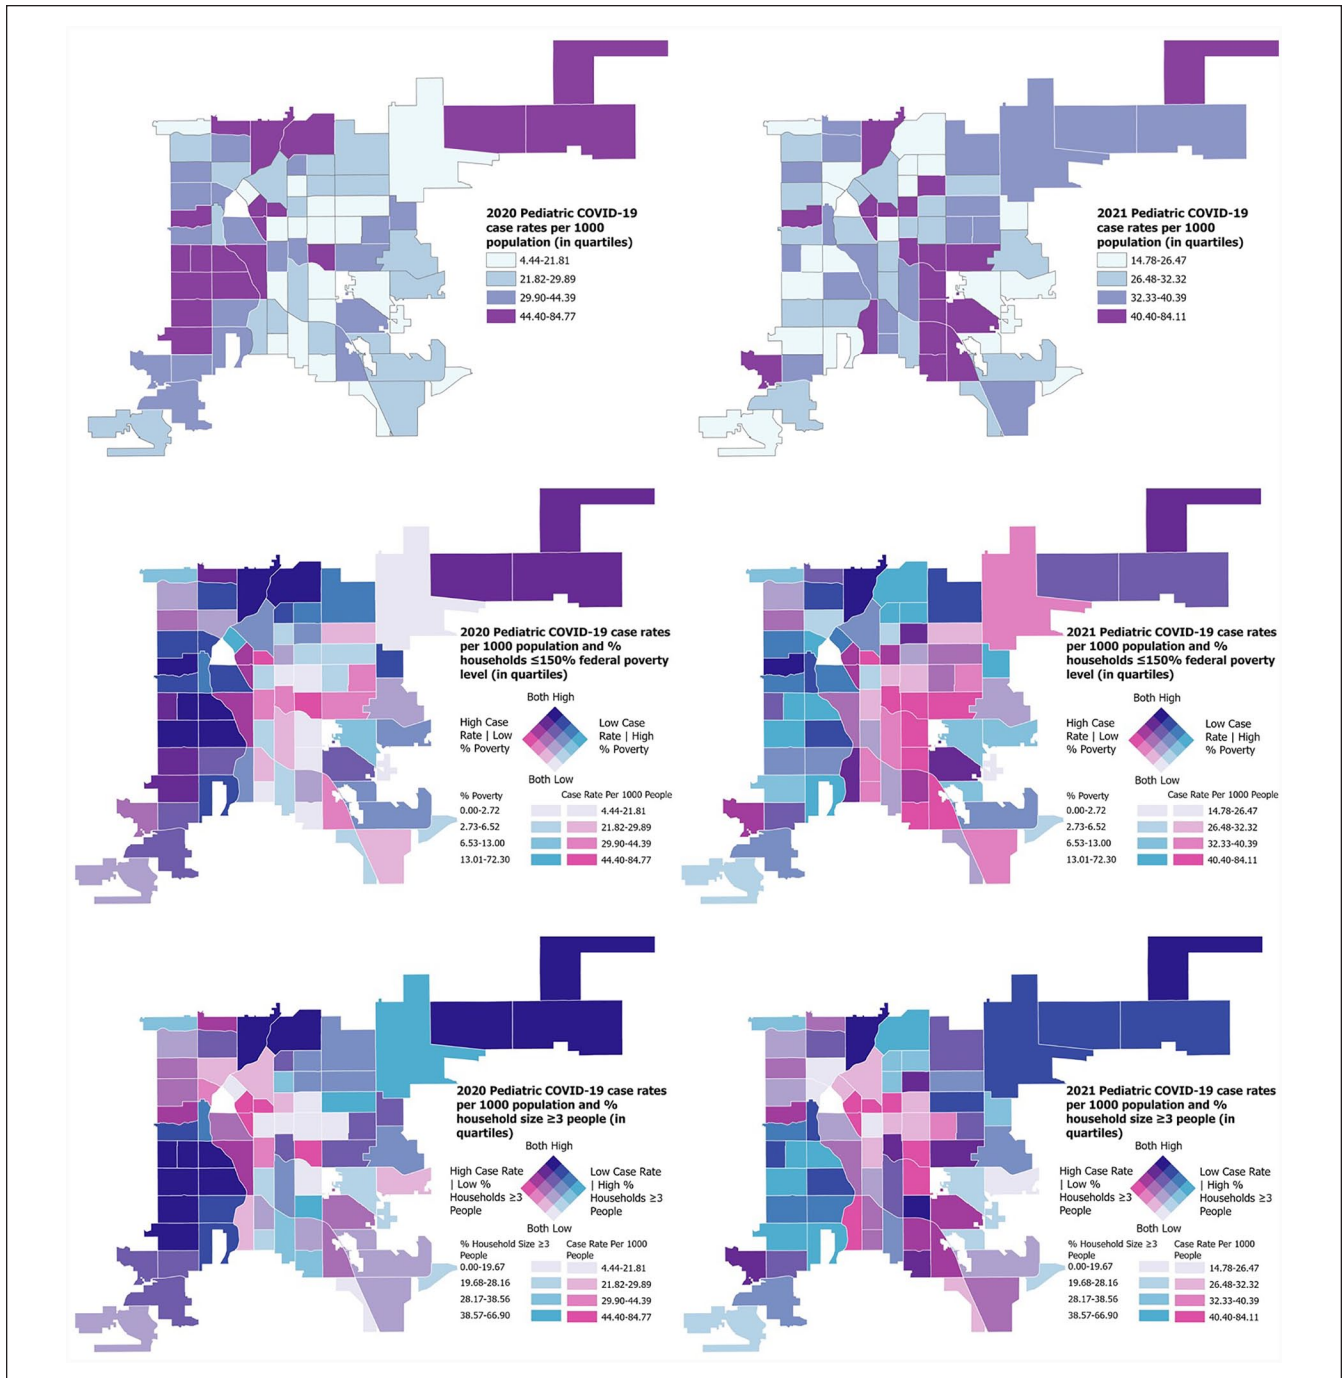 2020 Pediatric COVID-19
case rates per 1000
population (in quartiles)
4.44-21.81
21.82-29.89
29.90-44.39
44.40-84.77
2021 Pediatric COVID-19
case rates per 1000
population (in quartiles)
14.78-26.47
26.48-32.32
32.33-40.39
40.40-84.11
2020 Pediatric COVID-19 case rates
per 1000 population and %
households ≤150% federal poverty
level (in quartiles)
Both High
High Case
Rate | Low
% Poverty
Low Case
Rate | High
% Poverty
Both Low
% Poverty
Case Rate Per 1000 People
0.00-2.72
4.44-21.81
2.73-6.52
21.82-29.89
6.53-13.00
29.90-44.39
13.01-72.30
44.40-84.77
2021 Pediatric COVID-19 case rates
per 1000 population and %
households ≤150% federal poverty
level (in quartiles)
Both High
High Case
Rate | Low
% Poverty
Low Case
Rate | High
% Poverty
Both Low
% Poverty
Case Rate Per 1000 People
0.00-2.72
14.78-26.47
2.73-6.52
26.48-32.32
6.53-13.00
32.33-40.39
13.01-72.30
40.40-84.11
2020 Pediatric COVID-19 case rates
per 1000 population and %
household size ≥3 people (in
quartiles)
Both High
High Case Rate
| Low %
Households ≥3
People
Low Case Rate
| High %
Households ≥3
People
Both Low
% Household Size ≥3
People
Case Rate Per 1000
People
0.00-19.67
4.44-21.81
19.68-28.16
21.82-29.89
28.17-38.56
29.90-44.39
38.57-66.90
44.40-84.77
2021 Pediatric COVID-19 case rates
per 1000 population and %
household size ≥3 people (in
quartiles)
Both High
High Case Rate
| Low %
Households ≥3
People
Low Case Rate
| High %
Households ≥3
People
Both Low
% Household Size ≥3
People
Case Rate Per 1000
People
0.00-19.67
14.78-26.47
19.68-28.16
26.48-32.32
28.17-38.56
32.33-40.39
38.57-66.90
40.40-84.11